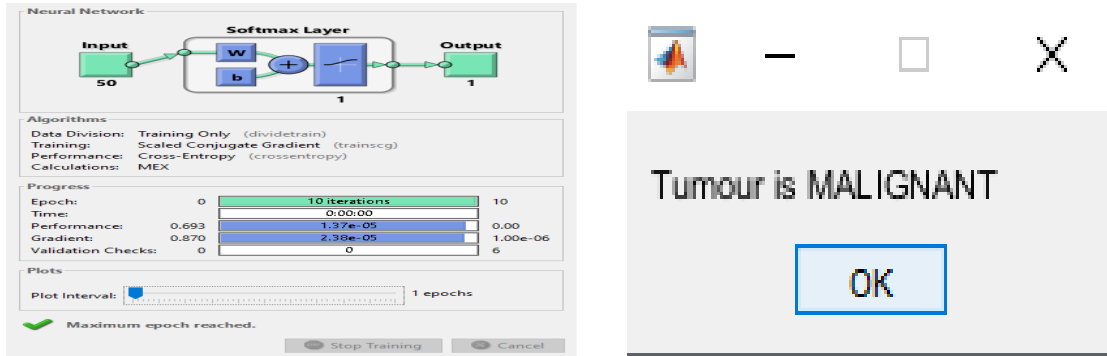 Neural Network
Softmax Layer
Input
Output
W
b
+
50
1
1
Algorithms
Data Division: Training Only (dividetrain)
Training: Scaled Conjugate Gradient (trainscg)
Performance: Cross-Entropy (crossentropy)
Calculations: MEX
Progress
Epoch: 0 10 iterations 10
Time: 0:00:00
Performance: 0.693 1.37e-05 0.00
Gradient: 0.870 2.38e-05 1.00e-06
Validation Checks: 0 0 6
Plots
Plot Interval: 1 epochs
Maximum epoch reached.
Stop Training Cancel
Tumour is MALIGNANT
OK